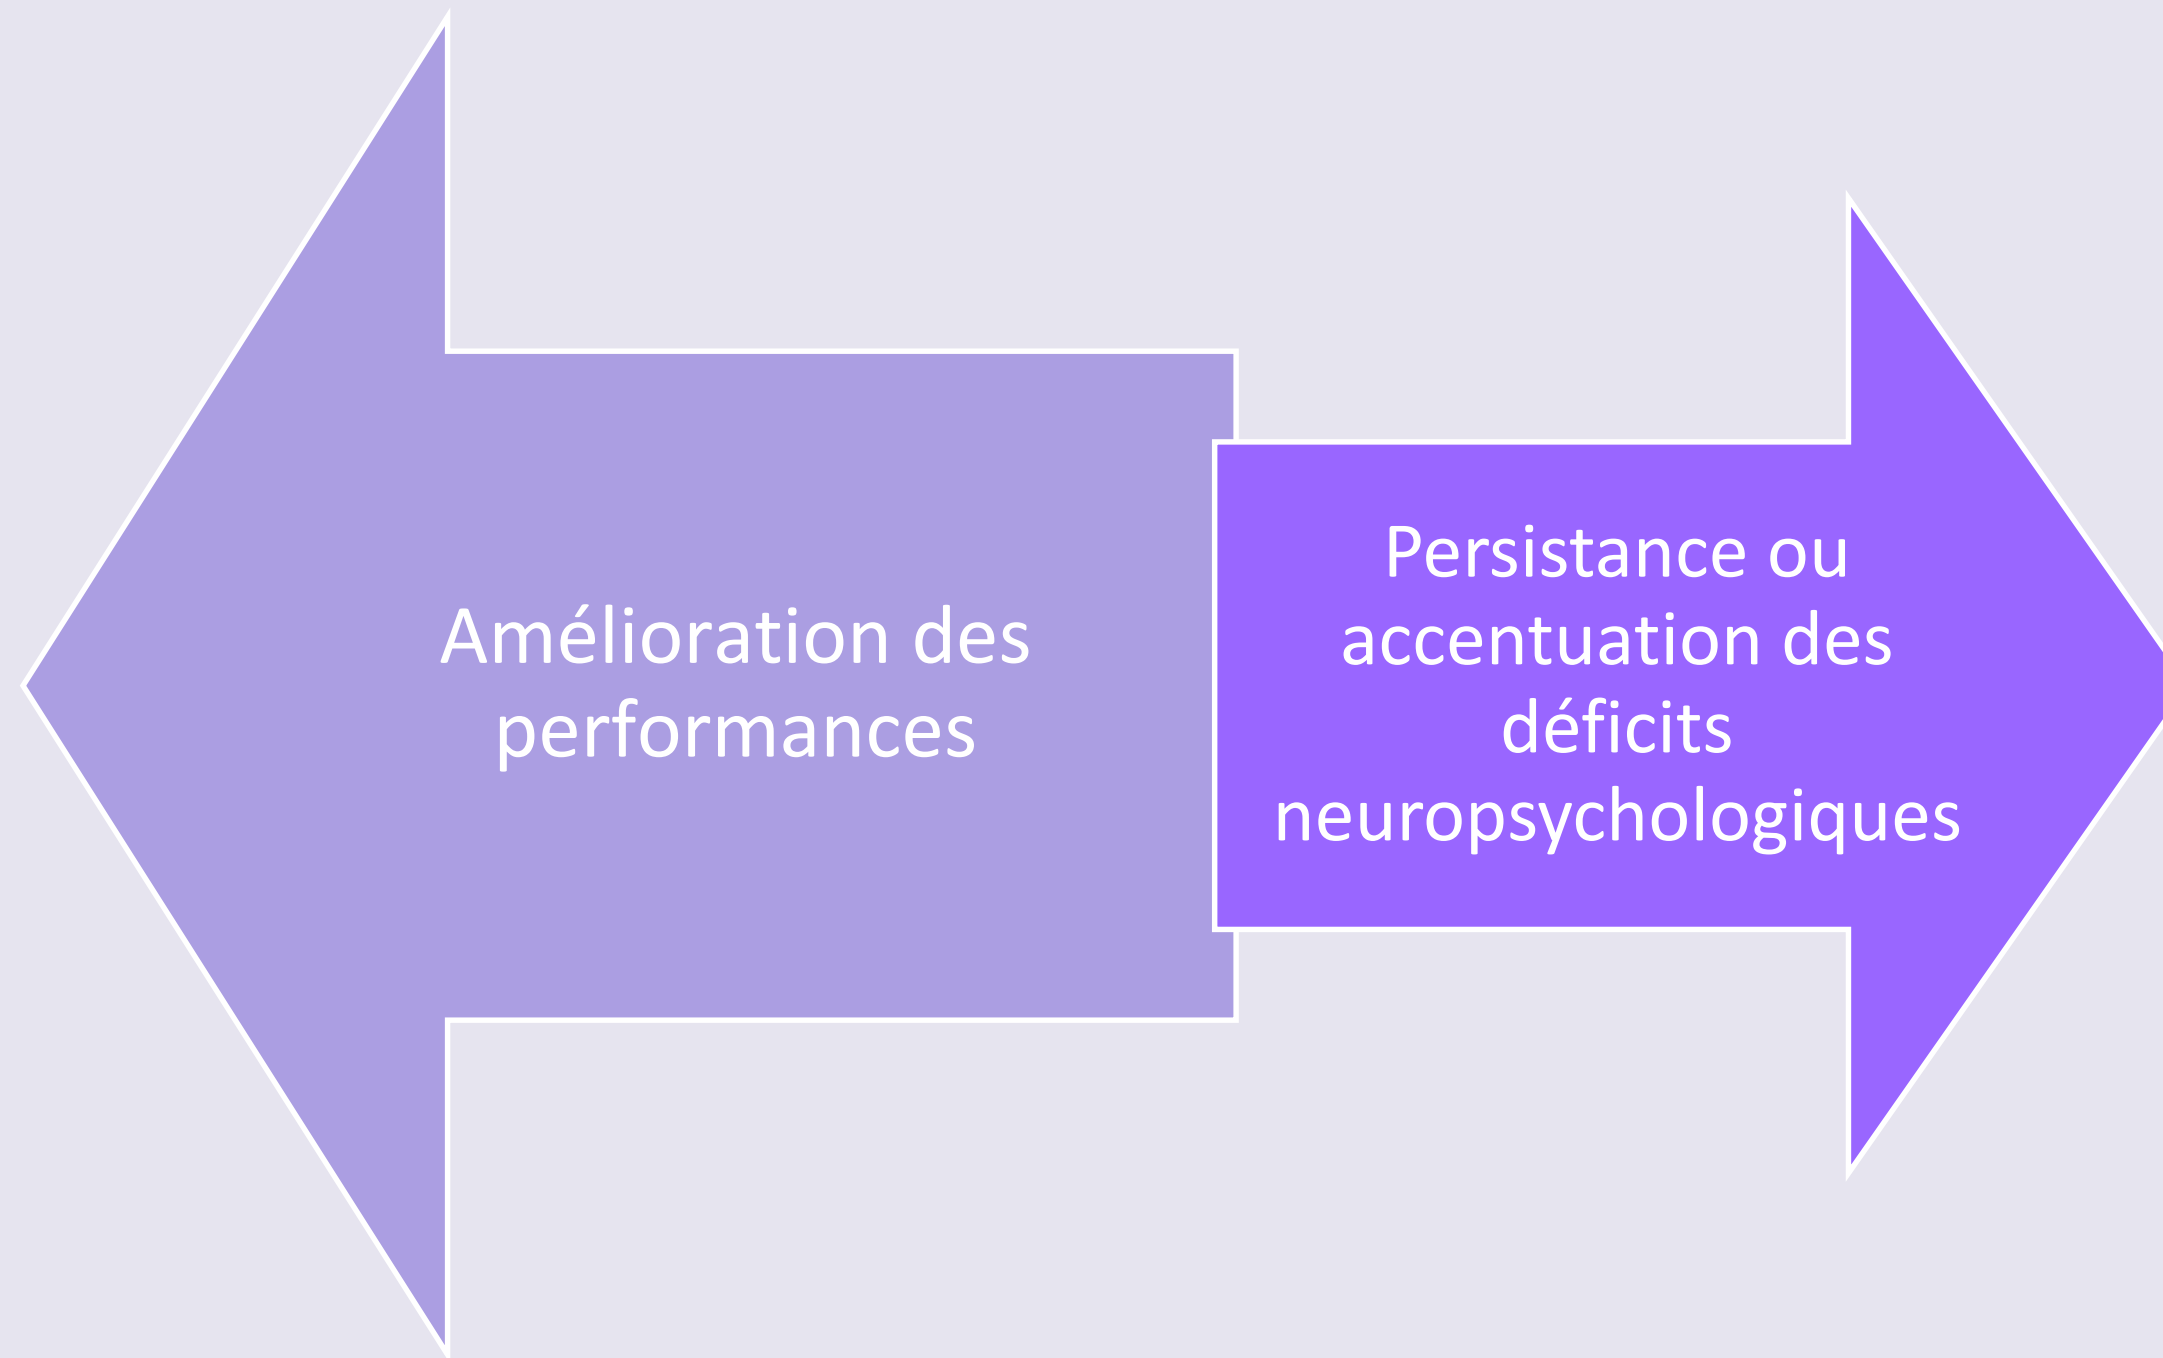 Amélioration des
performances
Persistance ou
accentuation des
déficits
neuropsychologiques